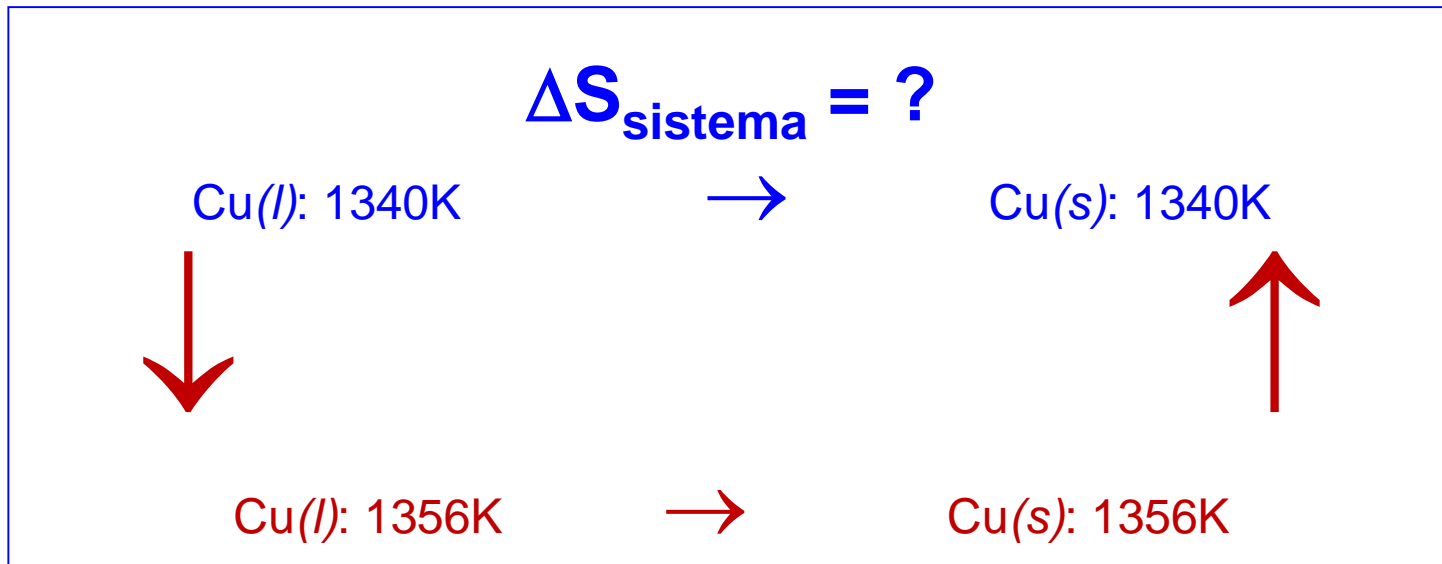 ΔSsistema = ?
Cu(l): 1340K → Cu(s): 1340K
Cu(l): 1356K → Cu(s): 1356K